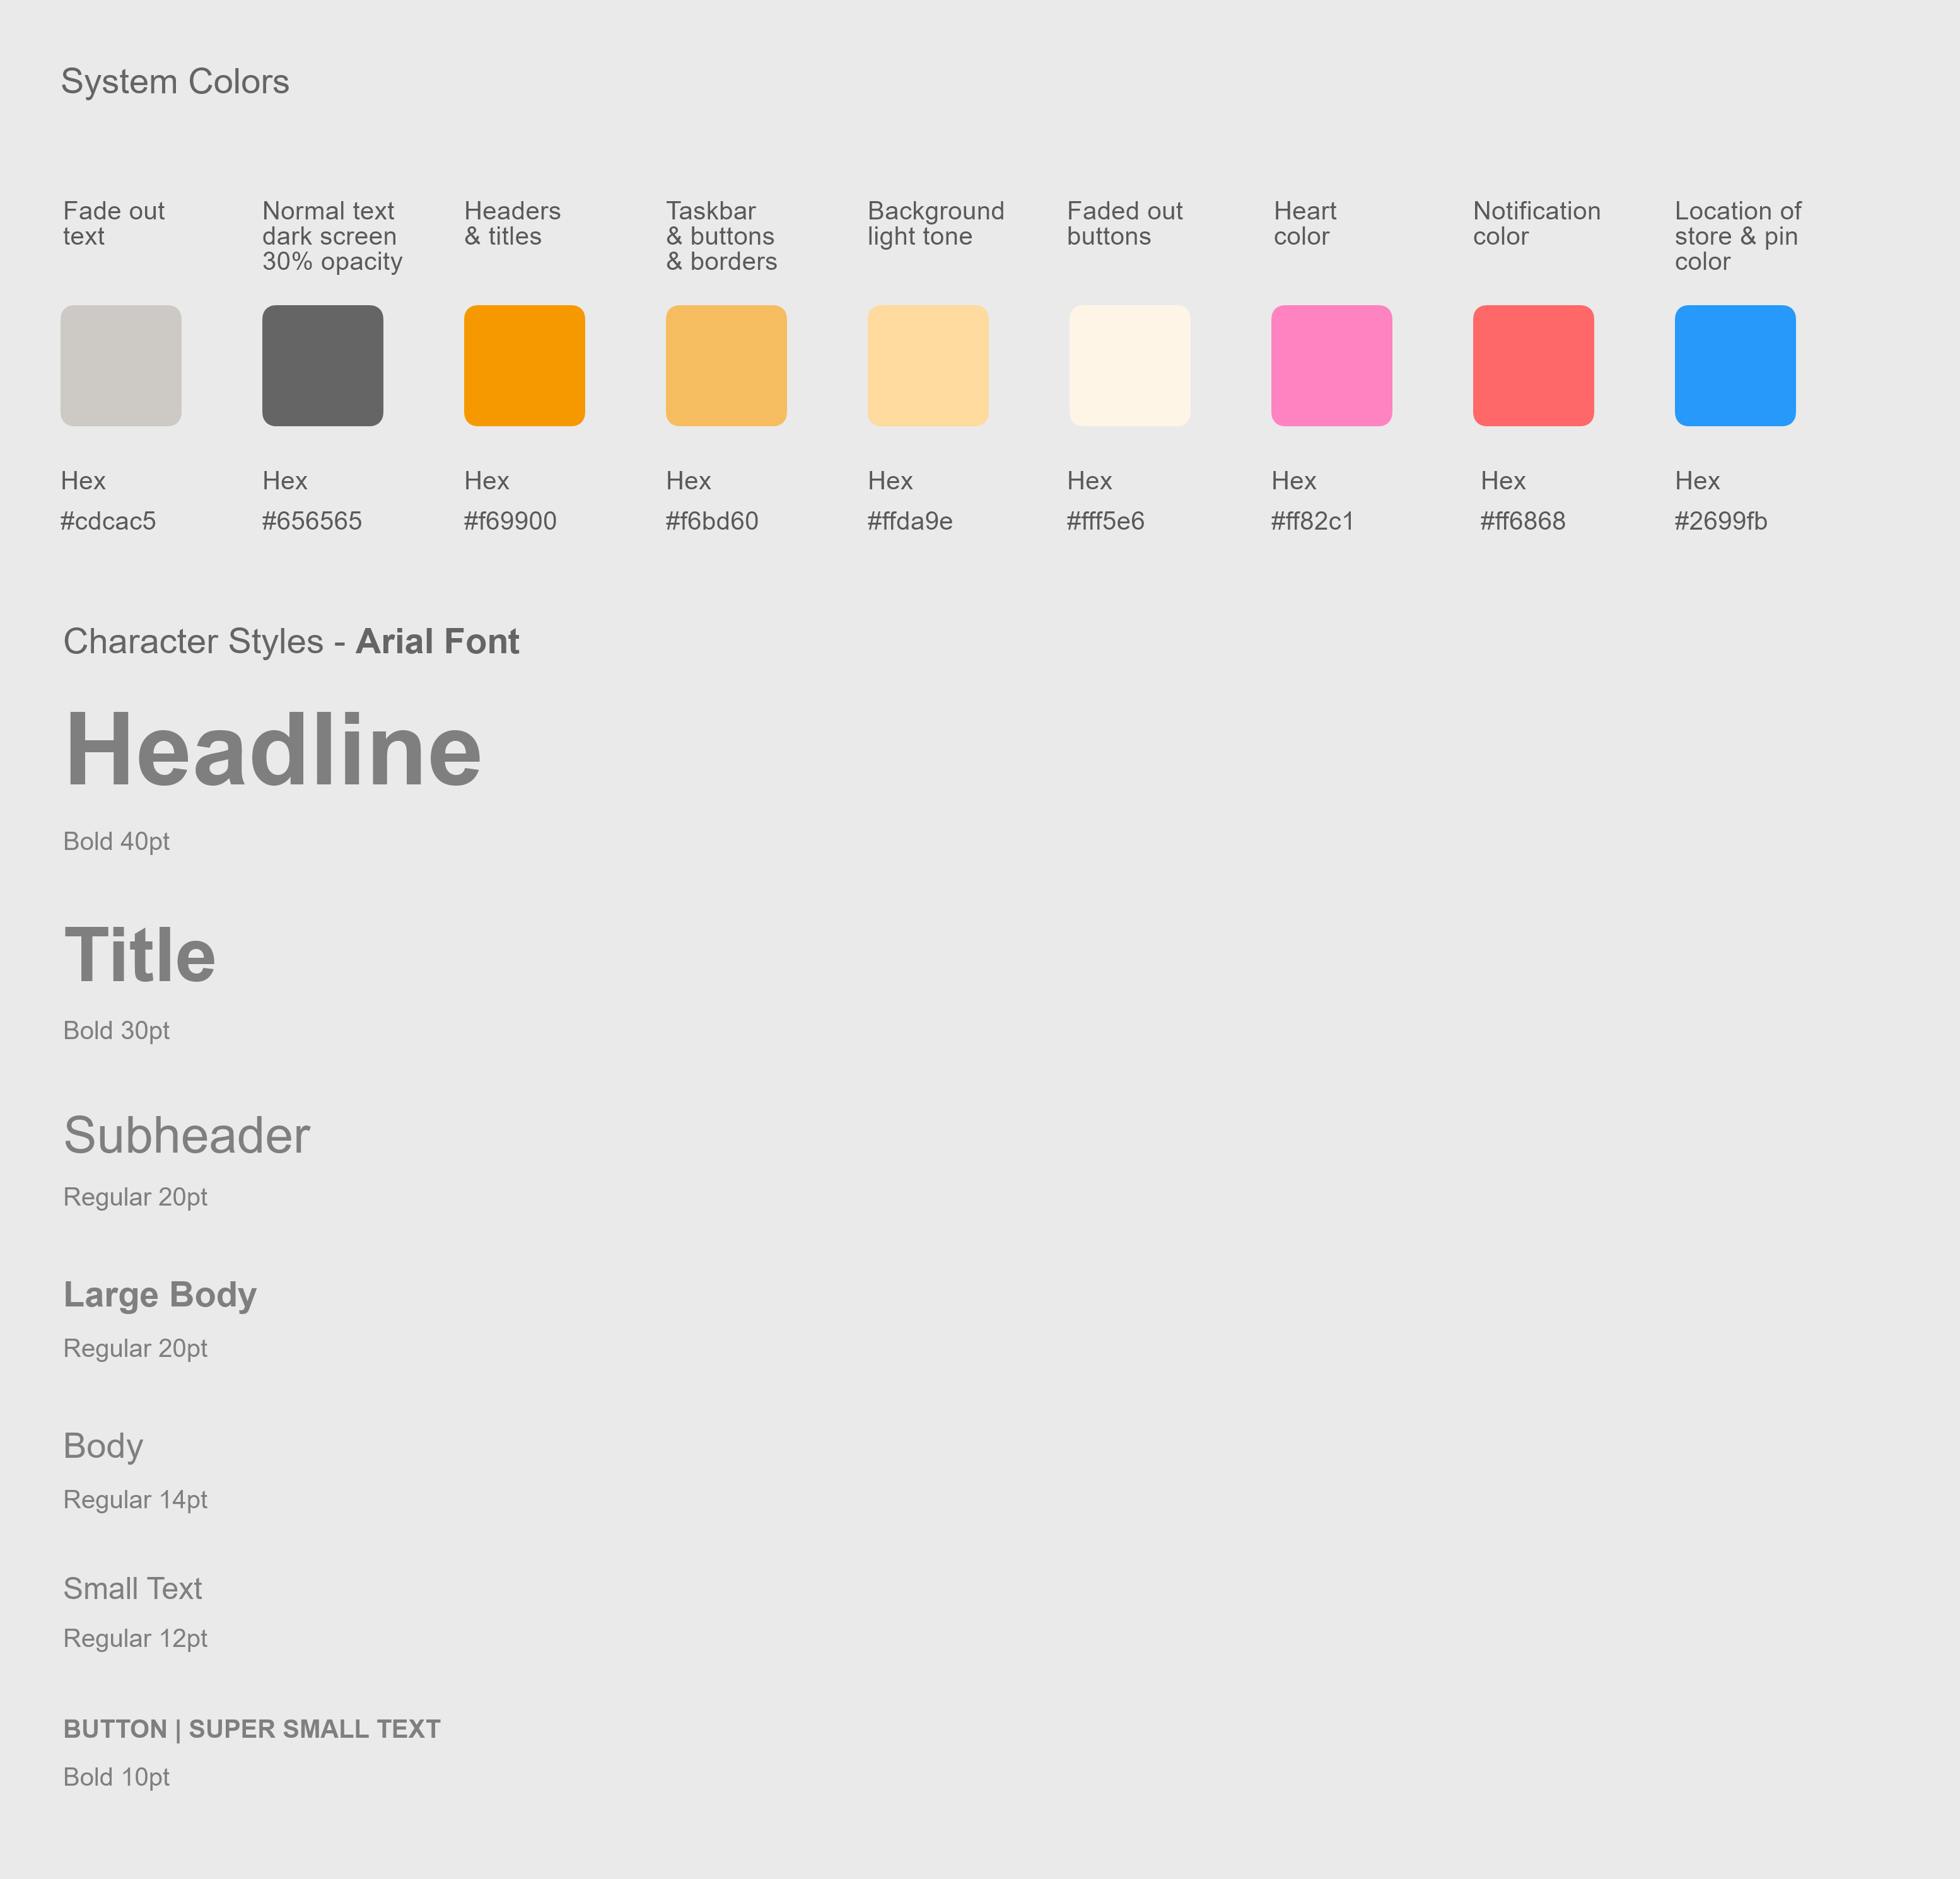 System Colors
Fade out
text
Normal text
dark screen
30% opacity
Headers
& titles
Taskbar
& buttons
& borders
Background
light tone
Faded out
buttons
Heart
color
Notification
color
Location of
store & pin
color
Hex
#cdcac5
Hex
#656565
Hex
#f69900
Hex
#f6bd60
Hex
#ffda9e
Hex
#fff5e6
Hex
#ff82c1
Hex
#ff6868
Hex
#2699fb
Character Styles - Arial Font
Headline
Bold 40pt
Title
Bold 30pt
Subheader
Regular 20pt
Large Body
Regular 20pt
Body
Regular 14pt
Small Text
Regular 12pt
BUTTON | SUPER SMALL TEXT
Bold 10pt